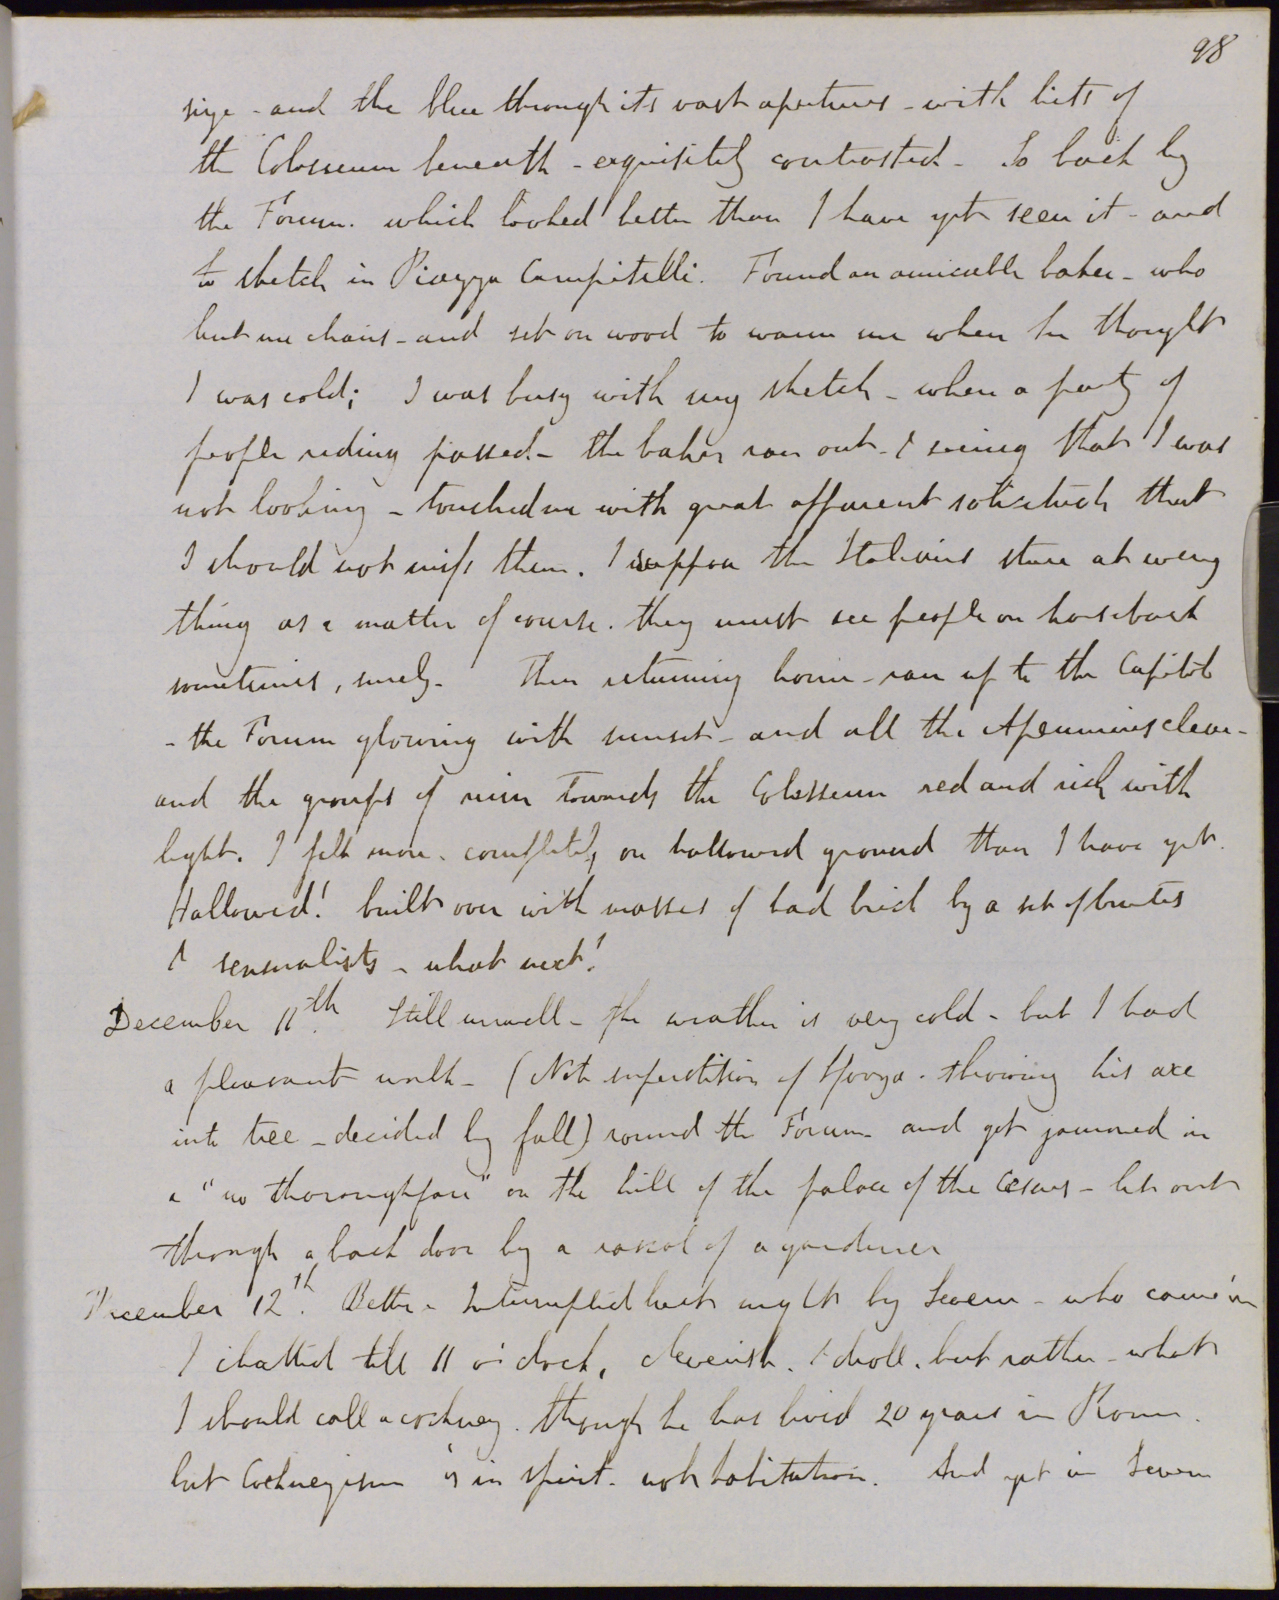 98
size - and the blue through its vast apertures - with bits of
the Colosseum beneath - exquisitely contrasted - So back by
the Forum. which looked better than I have yet seen it - and
to sketch in Piazza Campitelli. Found an amicable baker - who
lent me chairs - and set on wood to warm me when he thought
I was cold; I was busy with my sketch - when a party of
people riding passed - the baker ran out - & seeing that I was
not looking - touched me with great apparent solicitude that
I should not miss them. I suppose the Italians stare at every
thing as a matter of course. they must see people on horseback
sometimes, surely. Then returning home - ran up to the Capitol
- the Forum glowing with sunset - and all the Apennines clear -
and the groups of ruin towards the Colosseum red and rich with
light. I felt more completely on hallowed ground than I have yet.
Hallowed! built over with masses of bad brick by a set of brutes
& sensualists - what next!
December 11th. Still unwell - the weather is very cold - but I had
a pleasant walk - (Note superstition of throwing his axe
into tree - decided by fall) round the Forum - and got jammed in
a "no thoroughfare" on the hill of the palace of the Cæsars - let out
through a back door by a rascal of a gardener
December 12th. Better - Interrupted last night by Severn - who came in
& chatted till 11 o'clock, cleverish. & droll. but rather - what
I should call a cockney. though he has lived 20 years in Rome.
but Cockneyism is in spirit - not habitation. And yet in Severn